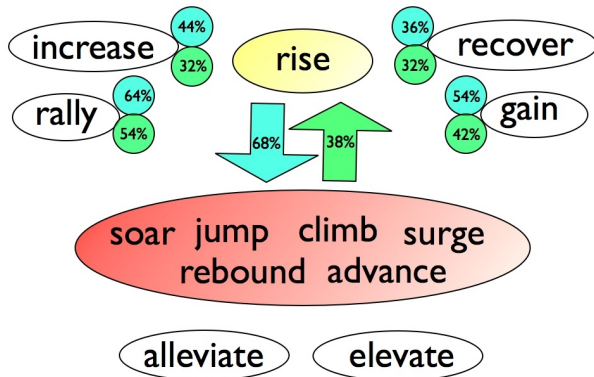 increase
44%
32%
rise
36%
32%
recover
rally
64%
54%
54%
42%
gain
68%
38%
soar jump climb surge
rebound advance
alleviate
elevate